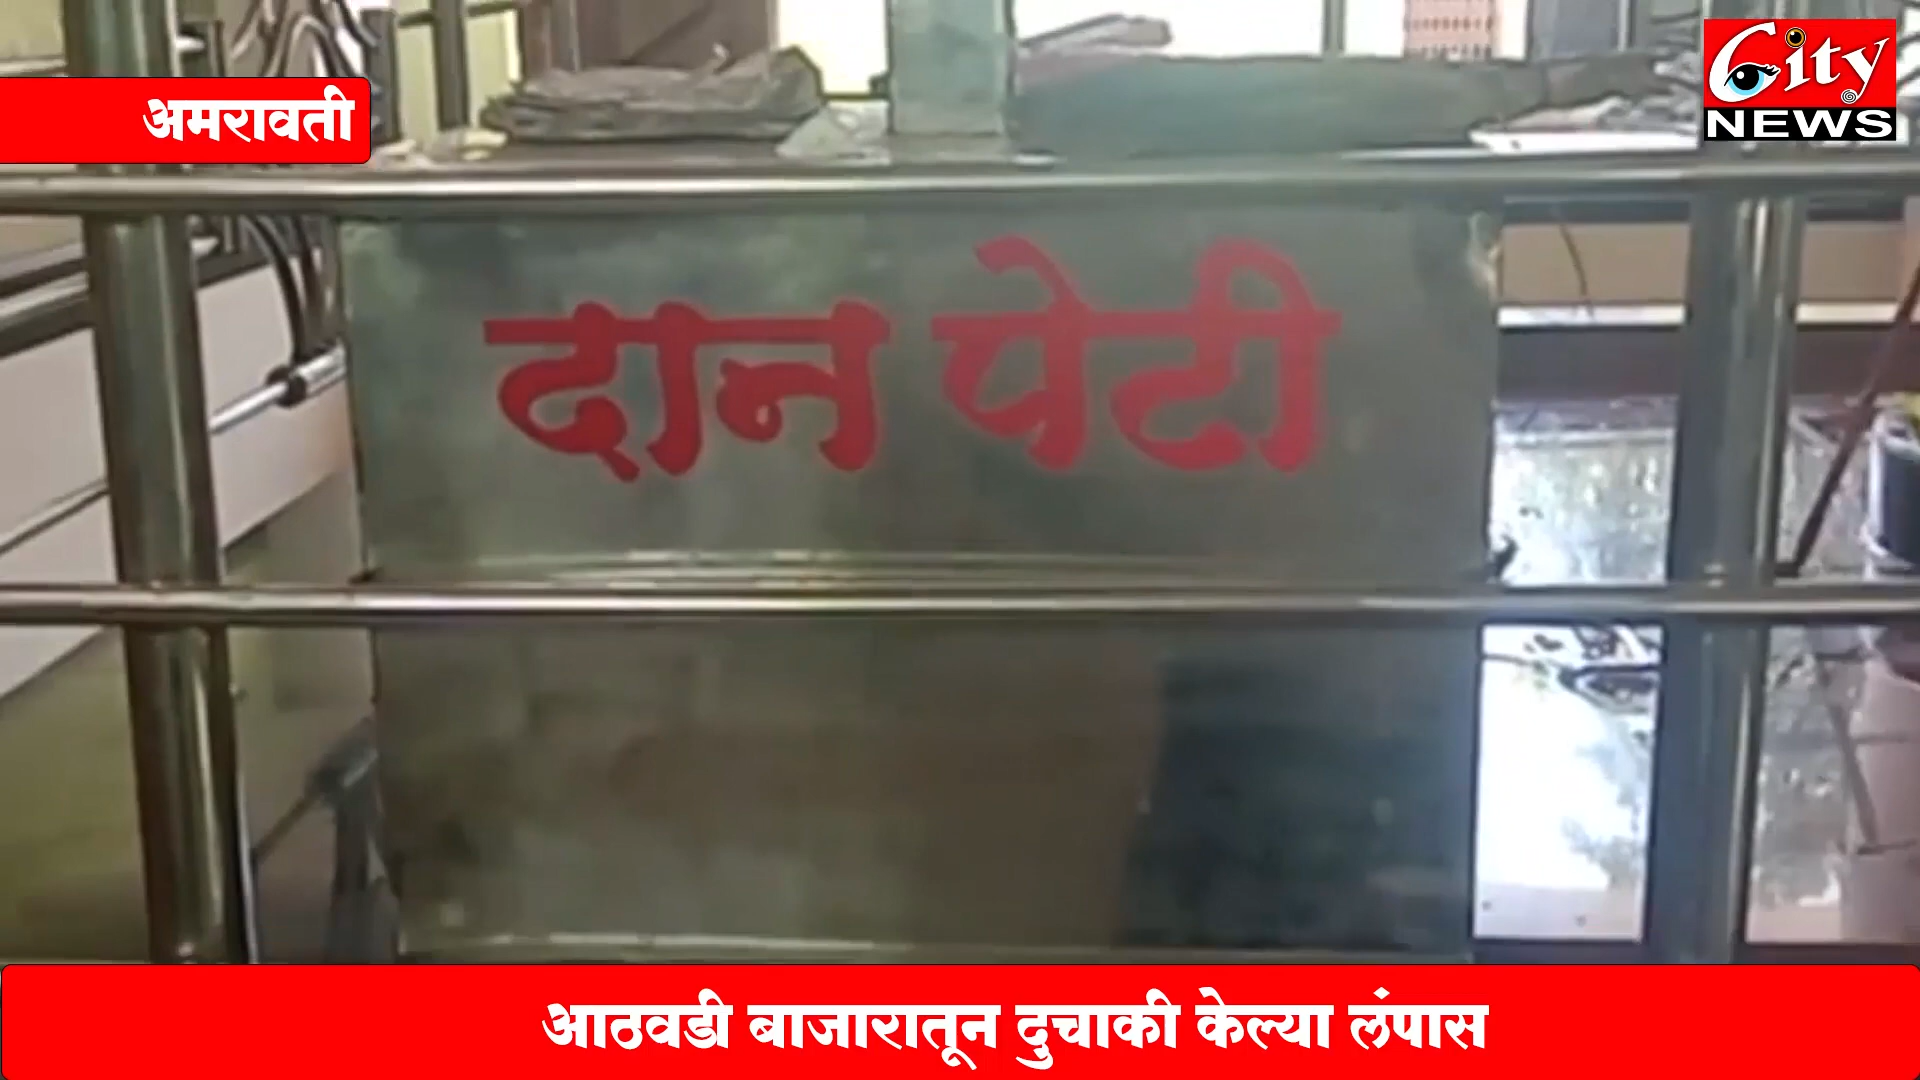 City
NEWS
अमरावती
दान पेटी
आठवडी बाजारातून दुचाकी केल्या लंपास